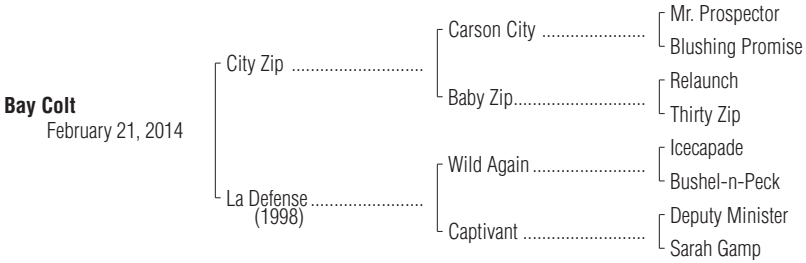 Mr. Prospector
Carson City ......................
Blushing Promise
City Zip ............................
Relaunch
Baby Zip............................
Thirty Zip
Bay Colt
February 21, 2014
Icecapade
Wild Again ........................
Bushel-n-Peck
La Defense ........................
(1998)
Deputy Minister
Captivant ..........................
Sarah Gamp